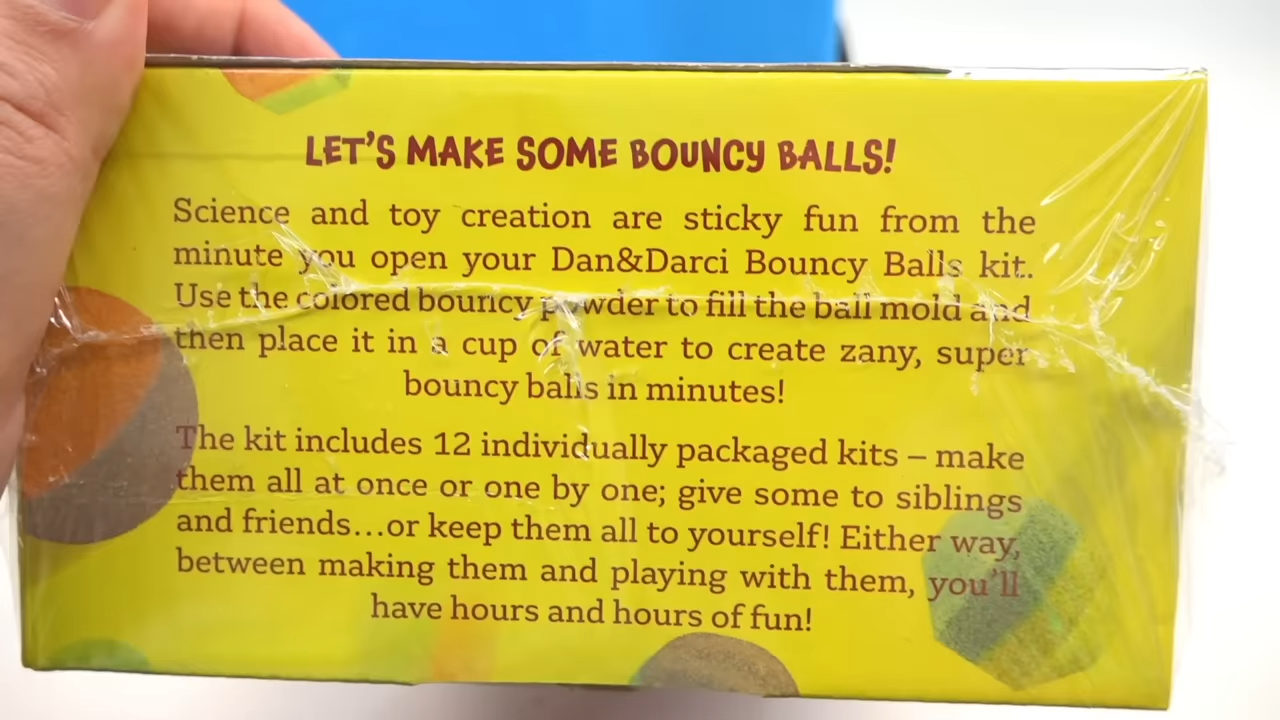 LET'S MAKE SOME BOUNCY BALLS!
Science and toy creation are sticky fun from the
minute you open your Dan&Darci Bouncy Balls kit.
Use the colored bouncy powder to fill the ball mold and
then place it in a cup of water to create zany, super
bouncy balls in minutes!
The kit includes 12 individually packaged kits – make
them all at once or one by one; give some to siblings
and friends...or keep them all to yourself! Either way,
between making them and playing with them, you'll
have hours and hours of fun!